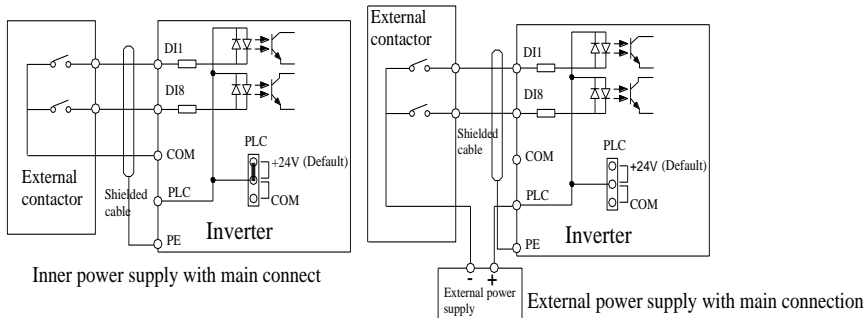 DI1
DI8
COM
PLC
PE
PLC
+24V (Default)
COM
External
contactor
Shielded
cable
Inverter
Inner power supply with main connect
External
contactor
DI1
DI8
COM
PLC
PE
Shielded
cable
PLC
+24V (Default)
COM
Inverter
- +
External power
supply
External power supply with main connection